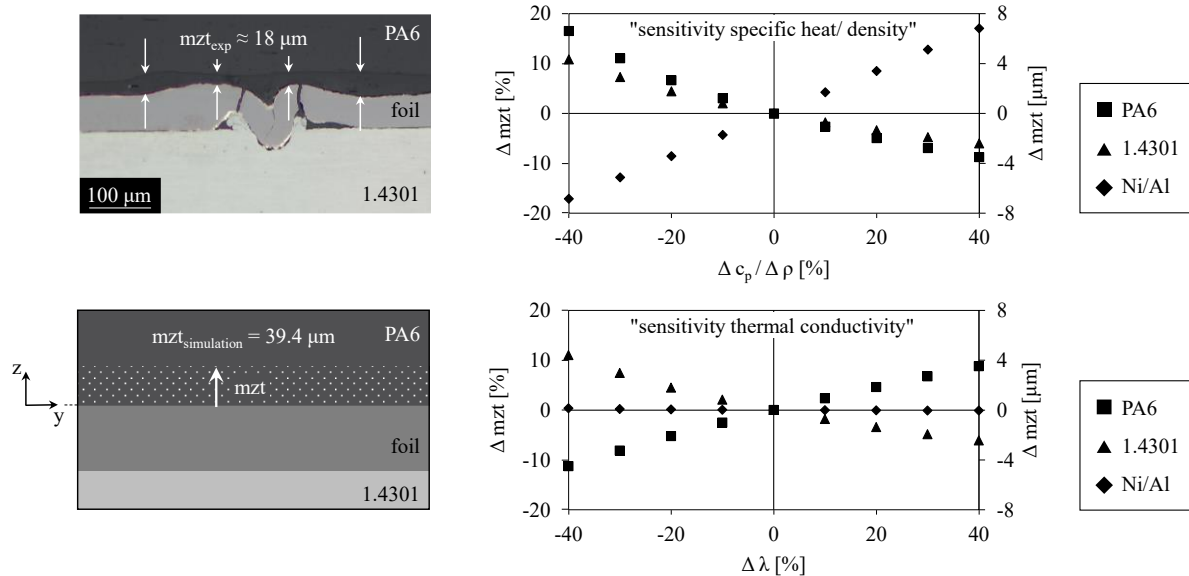 PA6
mzt_exp ≈ 18 μm
foil
1.4301
100 μm
"sensitivity specific heat/ density"
Δ mzt [%]
20
10
0
-10
-20
-40
-20
0
20
40
Δ c_p / Δ ρ [%]
8
4
0
-4
-8
Δ mzt [μm]
PA6
1.4301
Ni/Al
mzt_simulation = 39.4 μm
PA6
mzt
z
y
foil
1.4301
"sensitivity thermal conductivity"
Δ mzt [%]
20
10
0
-10
-20
-40
-20
0
20
40
Δ λ [%]
8
4
0
-4
-8
Δ mzt [μm]
PA6
1.4301
Ni/Al